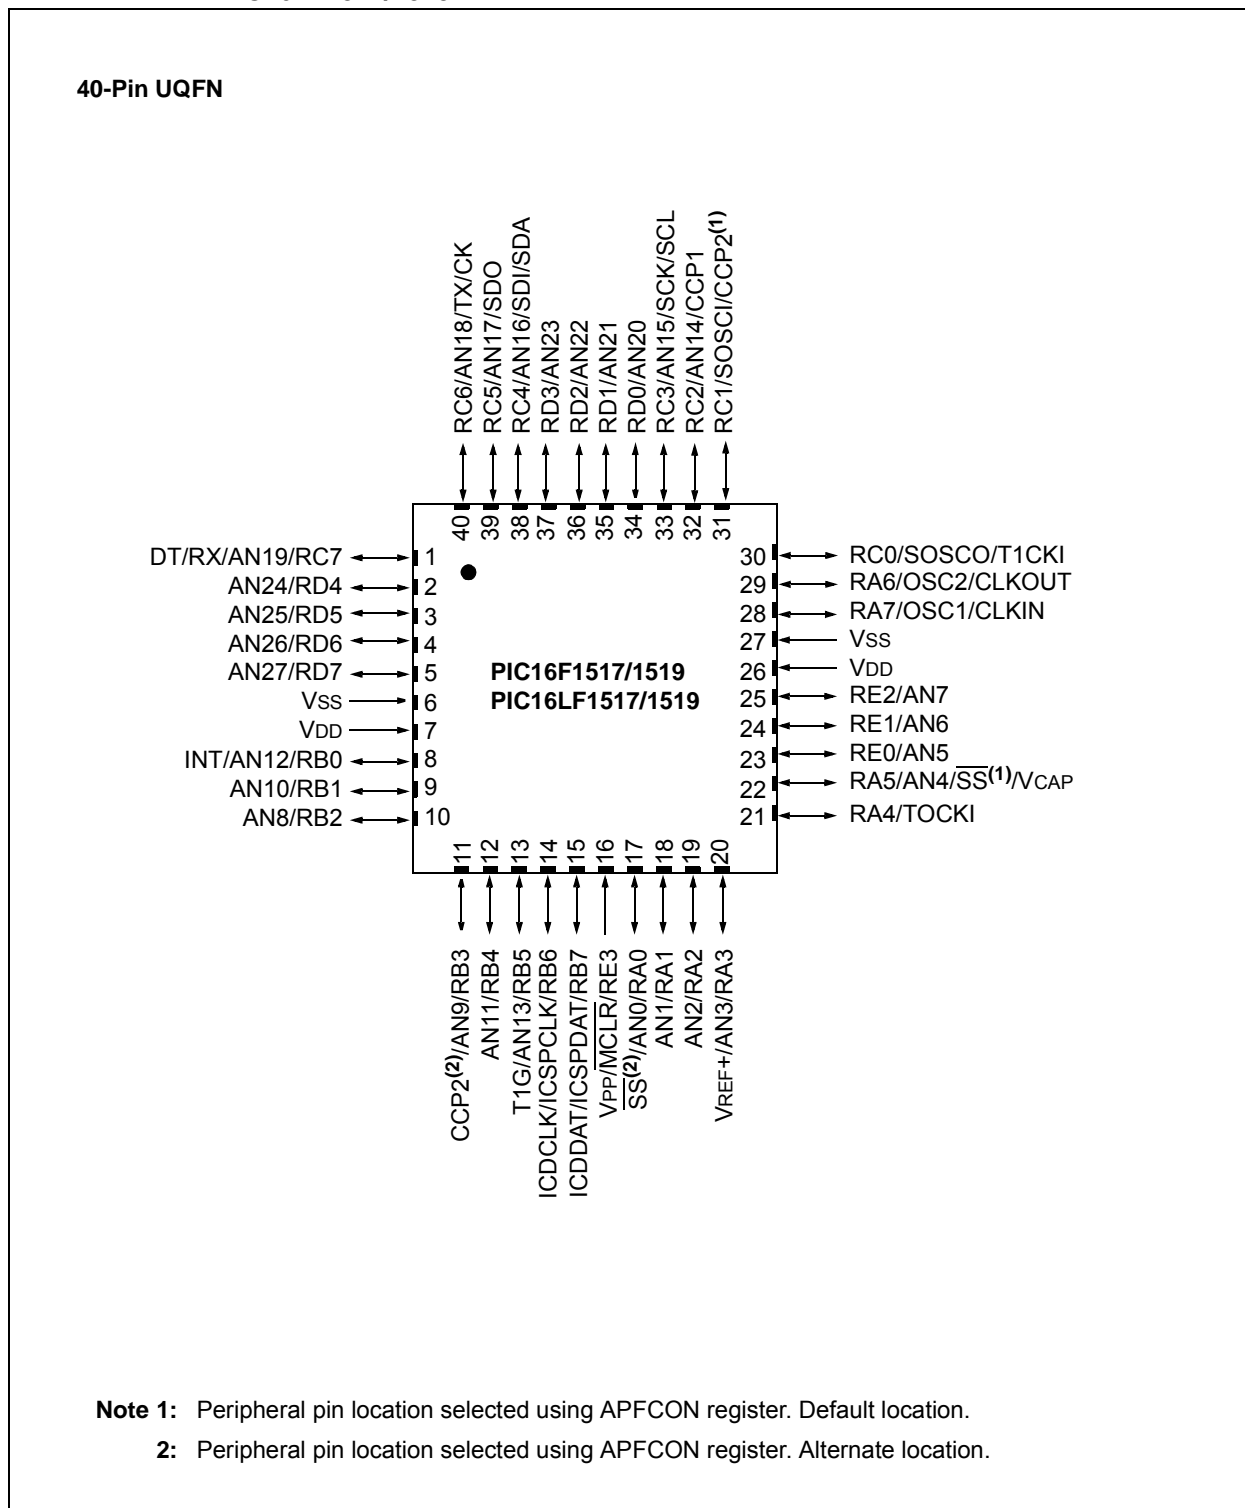 40-Pin UQFN
RC6/AN18/TX/CK
RC5/AN17/SDO
RC4/AN16/SDI/SDA
RD3/AN23
RD2/AN22
RD1/AN21
RD0/AN20
RC3/AN15/SCK/SCL
RC2/AN14/CCP1
RC1/SOSCI/CCP2(1)
40
39
38
37
36
35
34
33
32
31
DT/RX/AN19/RC7 1
AN24/RD4 2
AN25/RD5 3
AN26/RD6 4
AN27/RD7 5
VSS 6
VDD 7
INT/AN12/RB0 8
AN10/RB1 9
AN8/RB2 10
PIC16F1517/1519
PIC16LF1517/1519
30 RC0/SOSCO/T1CKI
29 RA6/OSC2/CLKOUT
28 RA7/OSC1/CLKIN
27 VSS
26 VDD
25 RE2/AN7
24 RE1/AN6
23 RE0/AN5
22 RA5/AN4/S̅S̅(1)/VCAP
21 RA4/TOCKI
11
12
13
14
15
16
17
18
19
20
CCP2(2)/AN9/RB3
AN11/RB4
T1G/AN13/RB5
ICDCLK/ICSPCLK/RB6
ICDDAT/ICSPDAT/RB7
VPP/M̅C̅L̅R̅/RE3
S̅S̅(2)/AN0/RA0
AN1/RA1
AN2/RA2
VREF+/AN3/RA3
Note 1: Peripheral pin location selected using APFCON register. Default location.
2: Peripheral pin location selected using APFCON register. Alternate location.